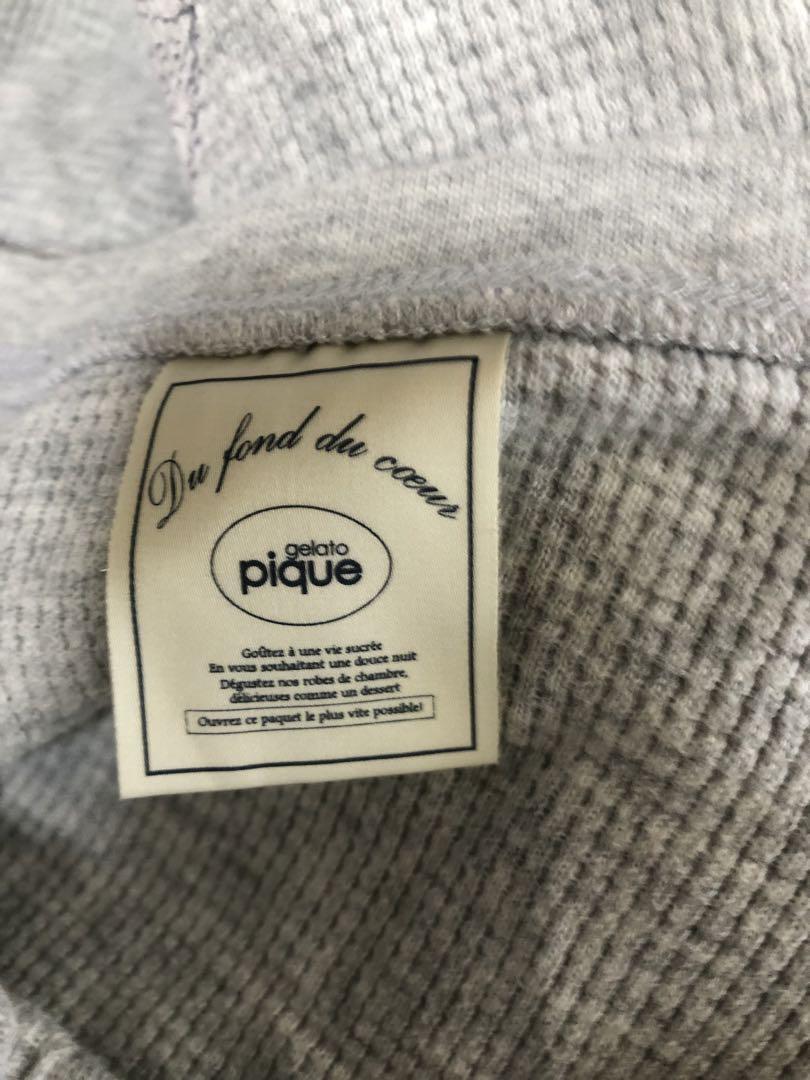 Du fond du cœur
gelato
pique
Goûtez à une vie sucrée
En vous souhaitant une douce nuit
Dégustez nos robes de chambre,
délicieuses comme un dessert
Ouvrez ce paquet le plus vite possible!